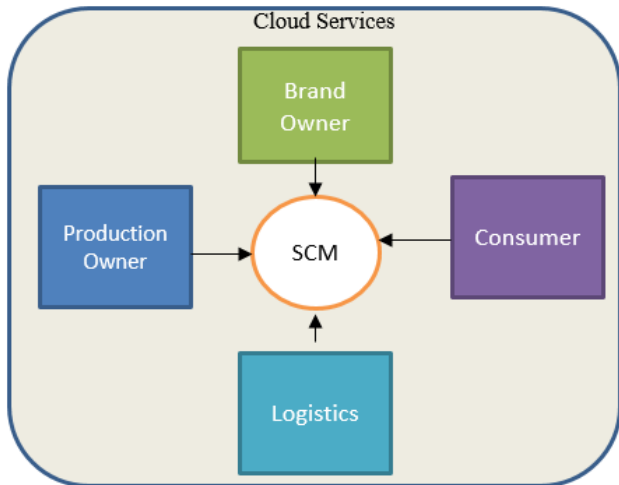 Cloud Services
Brand
Owner
Production
Owner
SCM
Consumer
Logistics